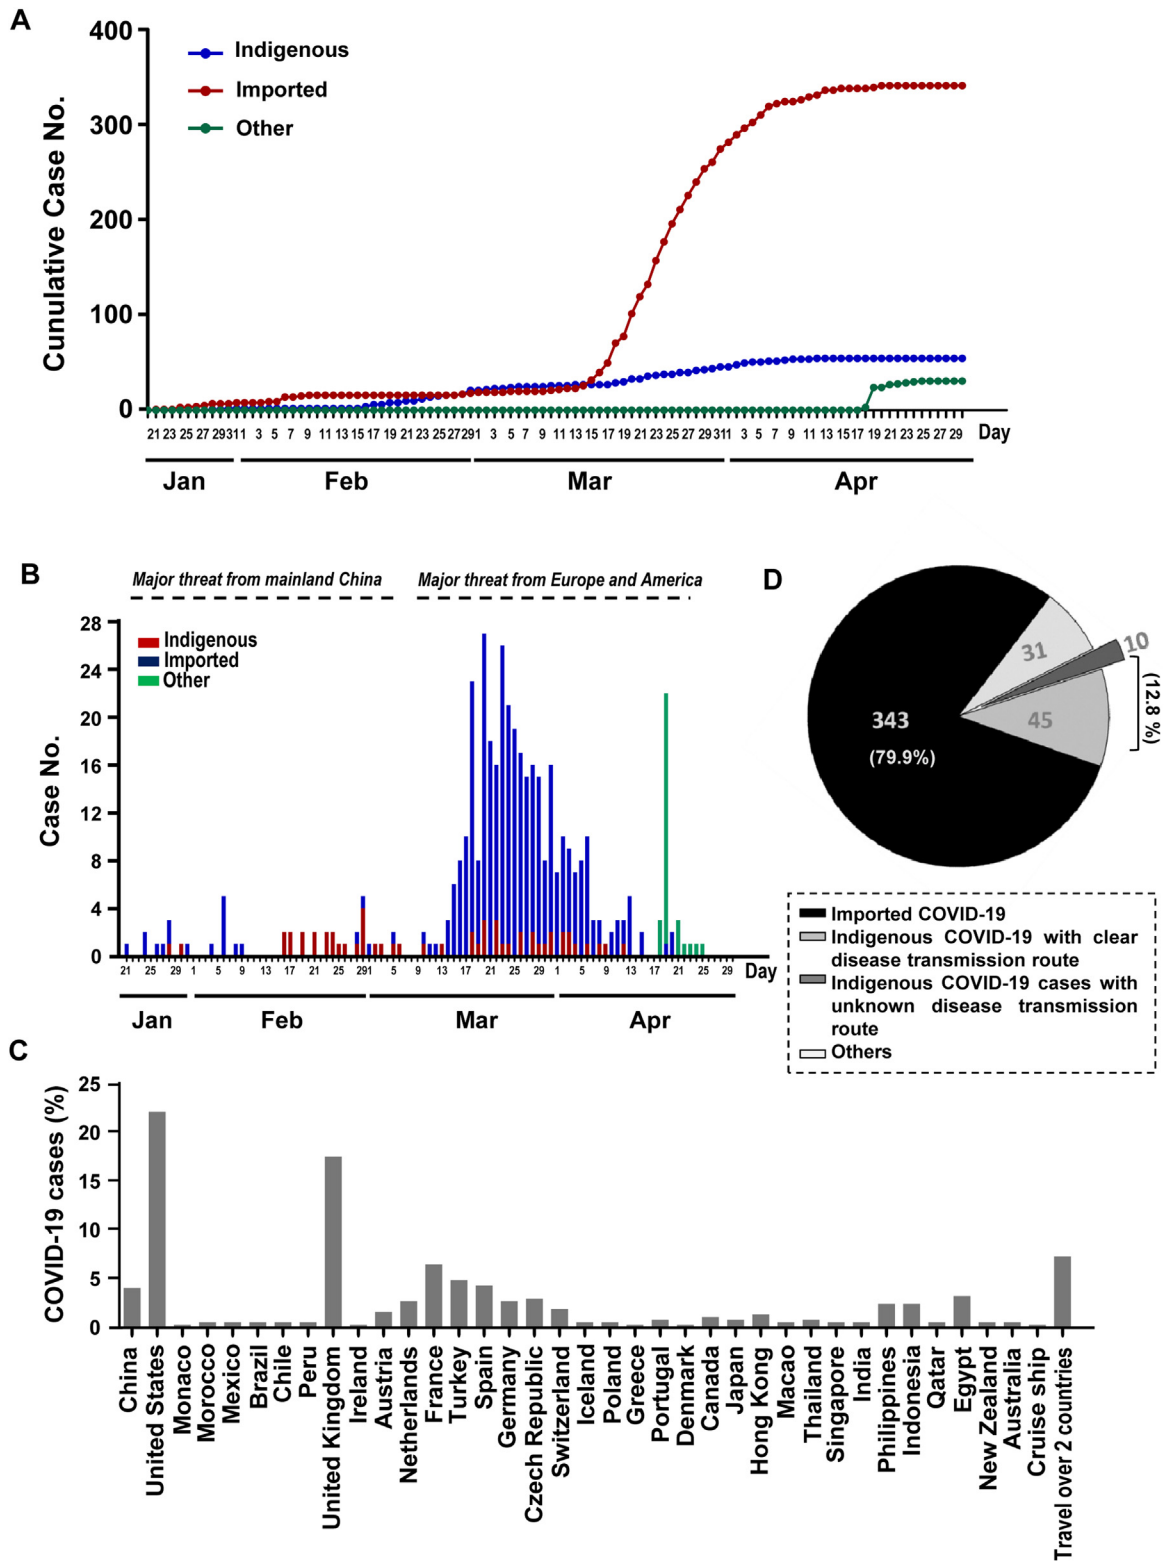 A
400
300
200
100
0
Cunulative Case No.
Indigenous
Imported
Other
21 23 25 27 29 31 1 3 5 7 9 11 13 15 17 19 21 23 25 27 29 1 3 5 7 9 11 13 15 17 19 21 23 25 27 29 31 1 3 5 7 9 11 13 15 17 19 21 23 25 27 29 Day
Jan Feb Mar Apr
B
Major threat from mainland China Major threat from Europe and America
28
24
20
16
12
8
4
0
Case No.
Indigenous
Imported
Other
21 25 29 1 5 9 13 17 21 25 29 1 5 9 13 17 21 25 29 1 5 9 13 17 21 25 29 Day
Jan Feb Mar Apr
D
31
10
45
(12.8 %)
343
(79.9%)
Imported COVID-19
Indigenous COVID-19 with clear
disease transmission route
Indigenous COVID-19 cases with
unknown disease transmission
route
Others
C
25
20
15
10
5
0
COVID-19 cases (%)
China
United States
Monaco
Morocco
Mexico
Brazil
Chile
Peru
United Kingdom
Ireland
Austria
Netherlands
France
Turkey
Spain
Germany
Czech Republic
Switzerland
Iceland
Poland
Greece
Portugal
Denmark
Canada
Japan
Hong Kong
Macao
Thailand
Singapore
India
Philippines
Indonesia
Qatar
Egypt
New Zealand
Australia
Cruise ship
Travel over 2 countries